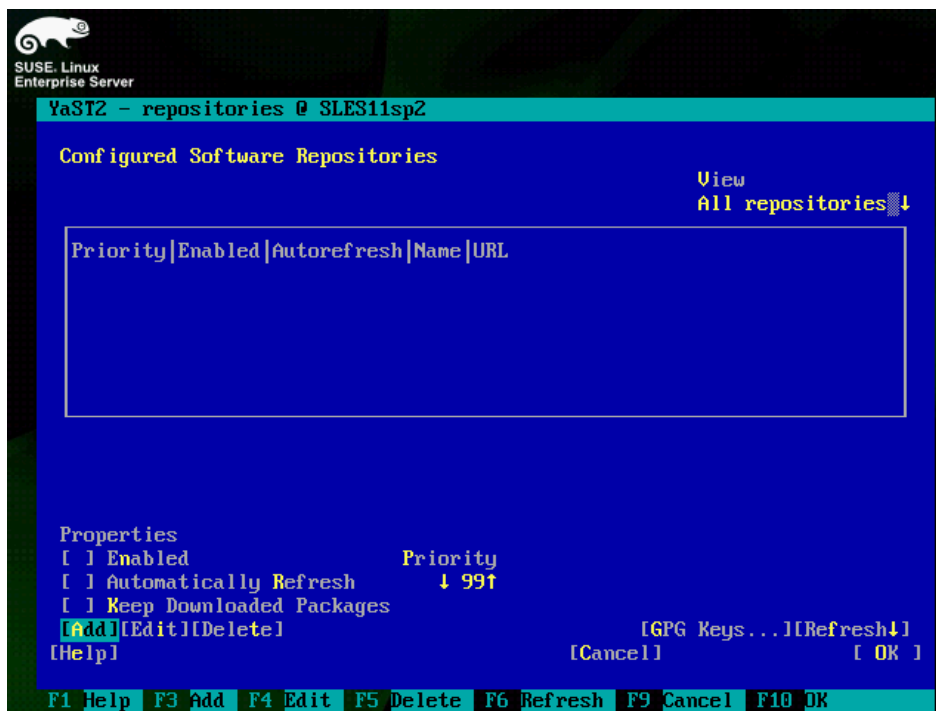 SUSE. Linux
Enterprise Server
YaST2 - repositories @ SLES11sp2
Configured Software Repositories
View
All repositories▒↓
Priority|Enabled|Autorefresh|Name|URL
Properties
[ ] Enabled Priority
[ ] Automatically Refresh ↓ 99↑
[ ] Keep Downloaded Packages
[Add][Edit][Delete] [GPG Keys...][Refresh↓]
[Help] [Cancel] [ OK ]
F1 Help F3 Add F4 Edit F5 Delete F6 Refresh F9 Cancel F10 OK